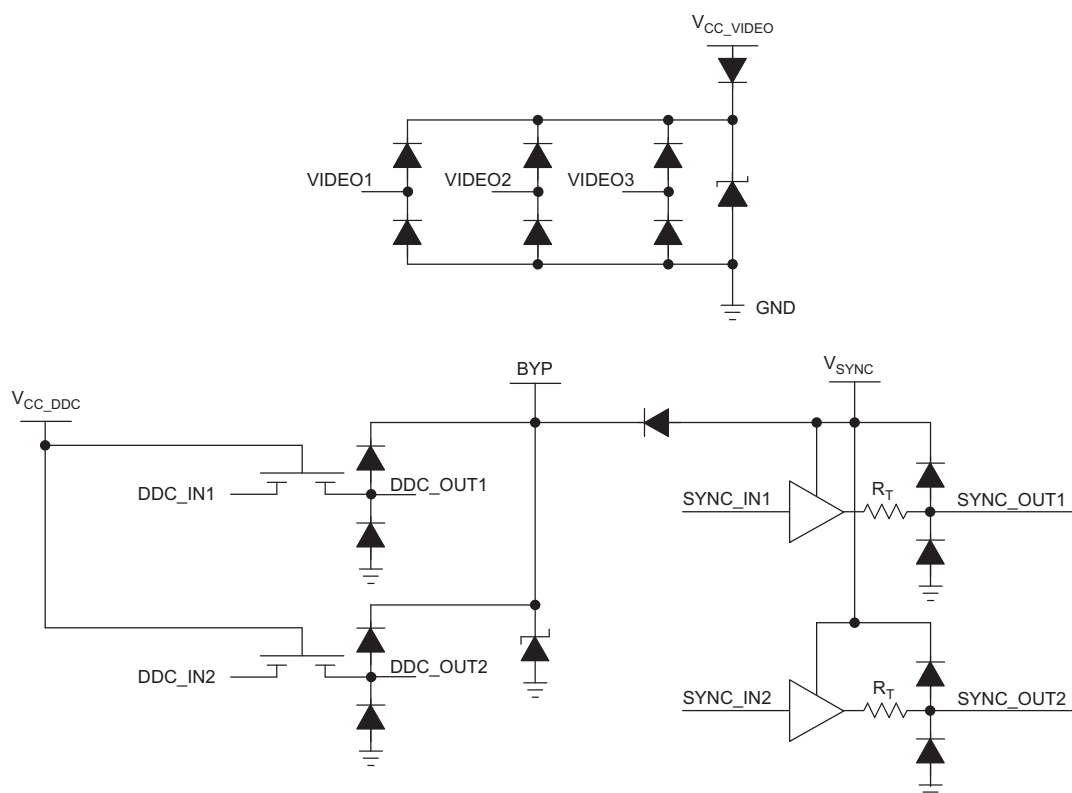 V_CC_VIDEO
VIDEO1
VIDEO2
VIDEO3
GND
BYP
V_SYNC
V_CC_DDC
DDC_IN1
DDC_OUT1
SYNC_IN1
R_T
SYNC_OUT1
DDC_IN2
DDC_OUT2
SYNC_IN2
R_T
SYNC_OUT2